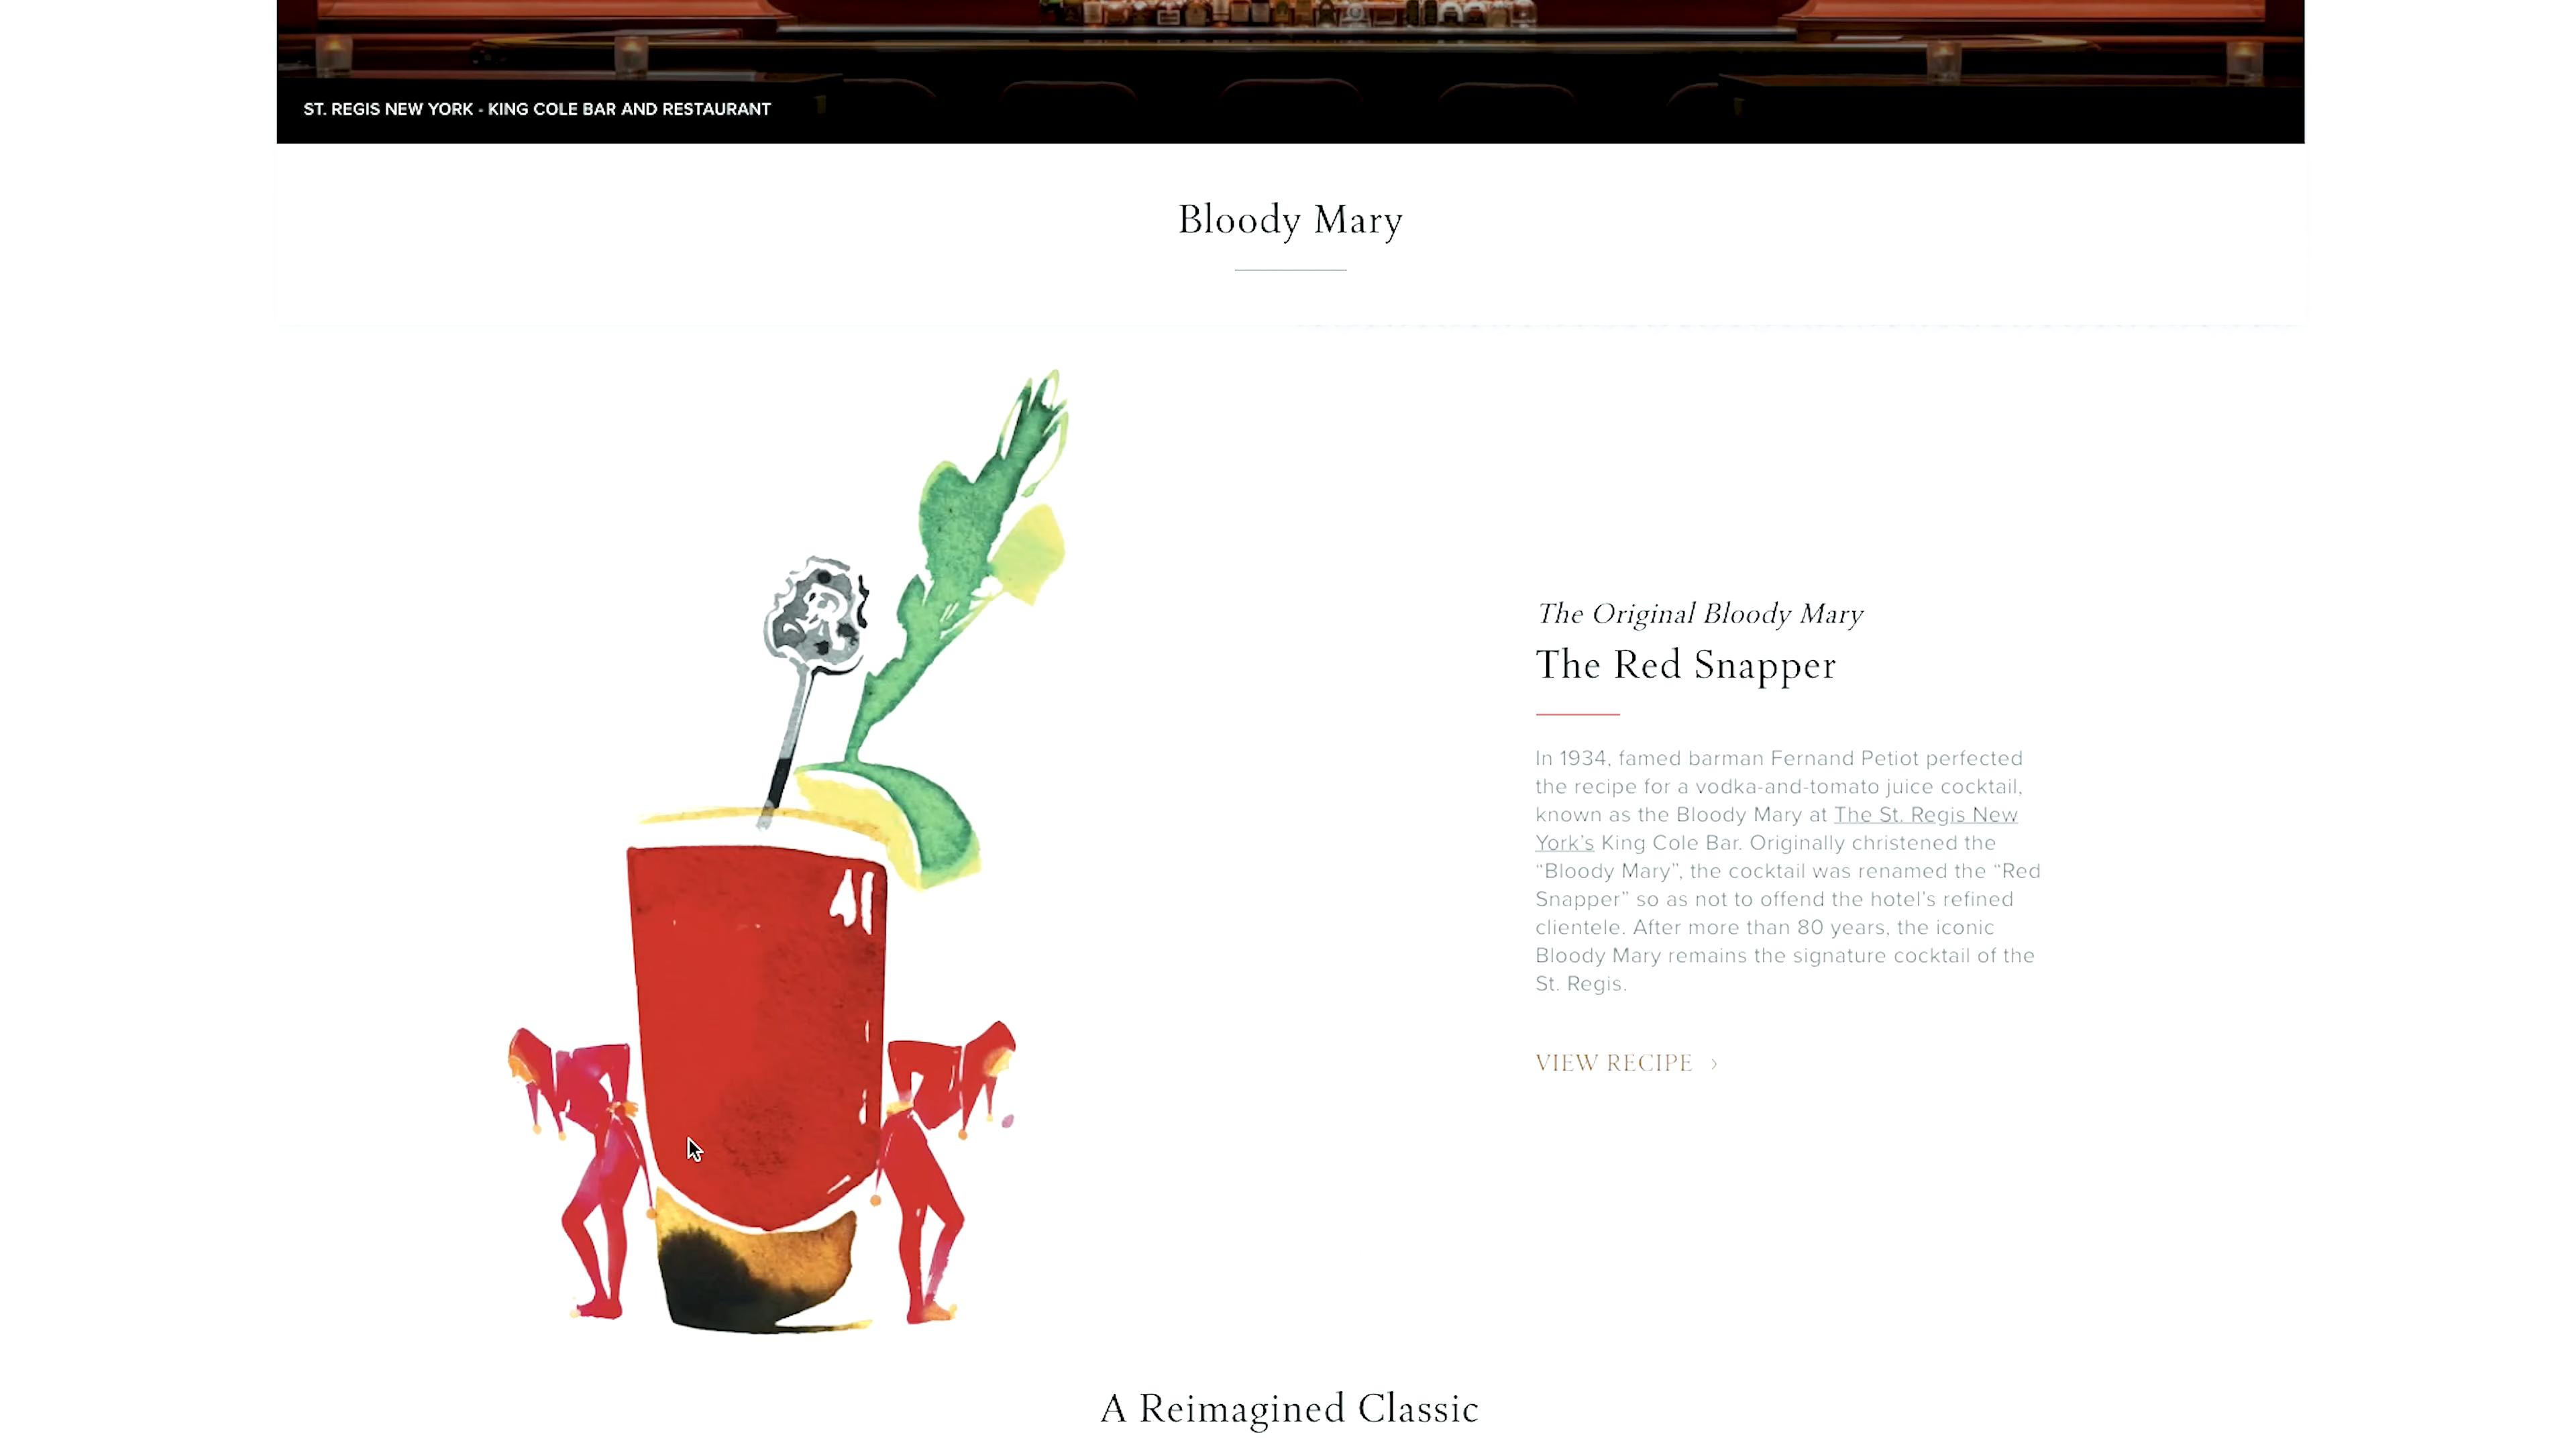 ST. REGIS NEW YORK - KING COLE BAR AND RESTAURANT
Bloody Mary
The Original Bloody Mary
The Red Snapper
In 1934, famed barman Fernand Petiot perfected
the recipe for a vodka-and-tomato juice cocktail,
known as the Bloody Mary at The St. Regis New
York’s King Cole Bar. Originally christened the
“Bloody Mary”, the cocktail was renamed the “Red
Snapper” so as not to offend the hotel’s refined
clientele. After more than 80 years, the iconic
Bloody Mary remains the signature cocktail of the
St. Regis.
VIEW RECIPE >
A Reimagined Classic